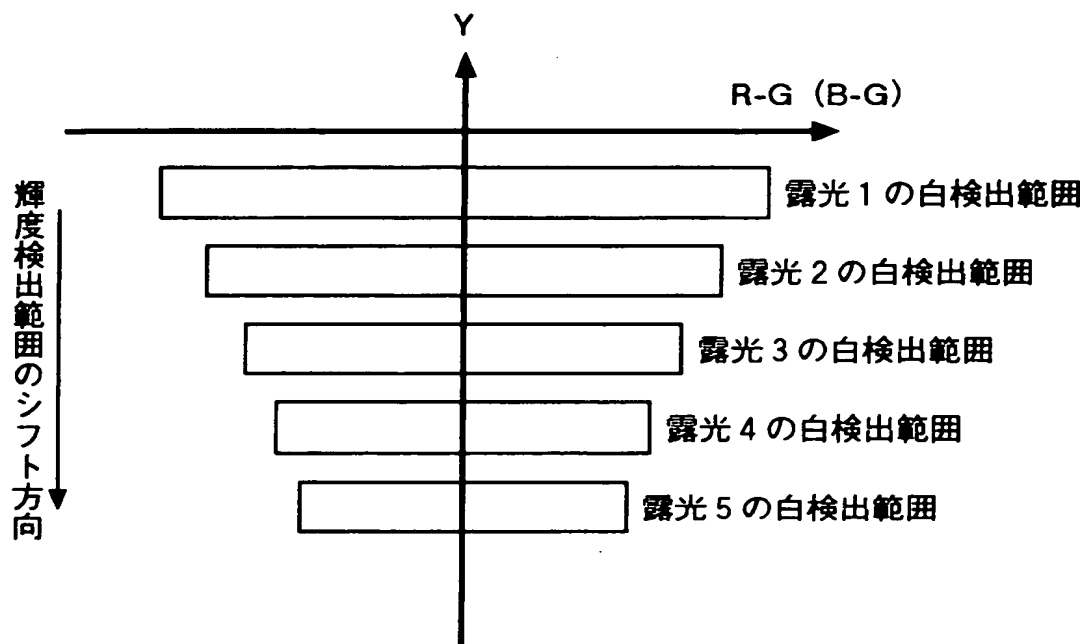 Y
R-G (B-G)
輝度検出範囲のシフト方向
露光1の白検出範囲
露光2の白検出範囲
露光3の白検出範囲
露光4の白検出範囲
露光5の白検出範囲